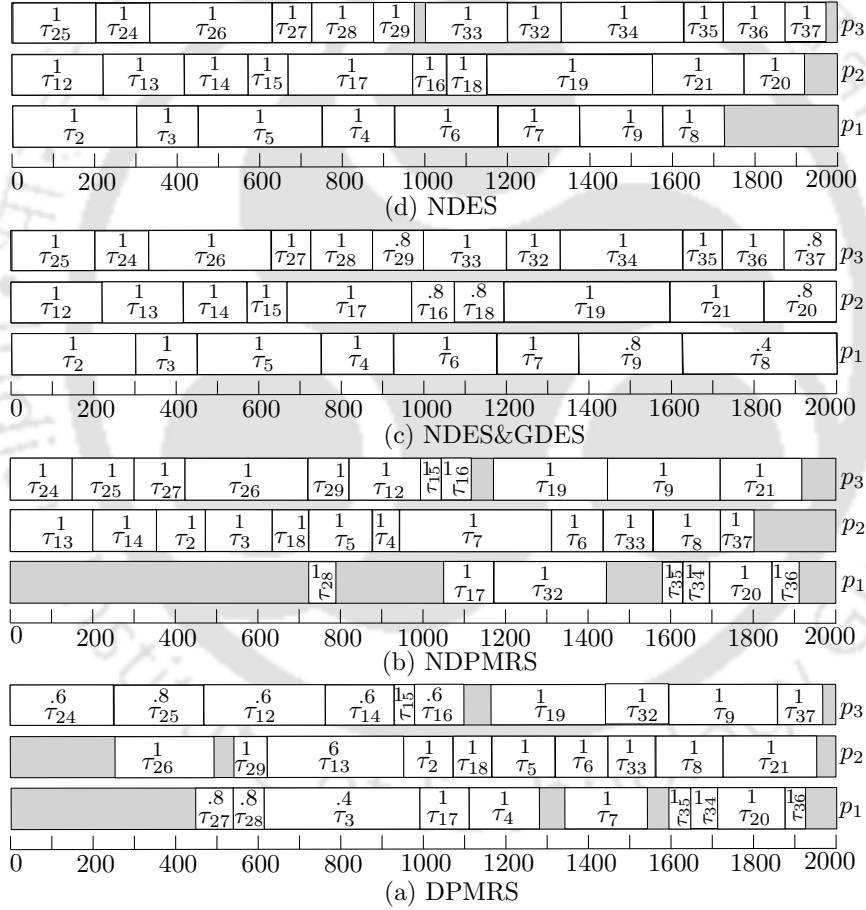 1 1 1 1 1 1 1 1 1 1 1 1
τ25 τ24 τ26 τ27 τ28 τ29 τ33 τ32 τ34 τ35 τ36 τ37 p3
1 1 1 1 1 1 1 1 1 1
τ12 τ13 τ14 τ15 τ17 τ16 τ18 τ19 τ21 τ20 p2
1 1 1 1 1 1 1 1
τ2 τ3 τ5 τ4 τ6 τ7 τ9 τ8 p1
0 200 400 600 800 1000 1200 1400 1600 1800 2000
(d) NDES
1 1 1 1 1 .8 1 1 1 1 1 .8
τ25 τ24 τ26 τ27 τ28 τ29 τ33 τ32 τ34 τ35 τ36 τ37 p3
1 1 1 1 1 .8 .8 1 1 .8
τ12 τ13 τ14 τ15 τ17 τ16 τ18 τ19 τ21 τ20 p2
1 1 1 1 1 1 .8 .4
τ2 τ3 τ5 τ4 τ6 τ7 τ9 τ8 p1
0 200 400 600 800 1000 1200 1400 1600 1800 2000
(c) NDES&GDES
1 1 1 1 1 1 1 1 1 1 1
τ24 τ25 τ27 τ26 τ29 τ12 τ15 τ16 τ19 τ9 τ21 p3
1 1 1 1 1 1 1 1 1 1 1 1
τ13 τ14 τ2 τ3 τ18 τ5 τ4 τ7 τ6 τ33 τ8 τ37 p2
1 1 1 1 1 1 1
τ28 τ17 τ32 τ35 τ34 τ20 τ36 p1
0 200 400 600 800 1000 1200 1400 1600 1800 2000
(b) NDPMRS
.6 .8 .6 .6 1 .6 1 1 1 1
τ24 τ25 τ12 τ14 τ15 τ16 τ19 τ32 τ9 τ37 p3
1 1 6 1 1 1 1 1 1 1
τ26 τ29 τ13 τ2 τ18 τ5 τ6 τ33 τ8 τ21 p2
.8 .8 .4 1 1 1 1 1 1 1
τ27 τ28 τ3 τ17 τ4 τ7 τ35 τ34 τ20 τ36 p1
0 200 400 600 800 1000 1200 1400 1600 1800 2000
(a) DPMRS